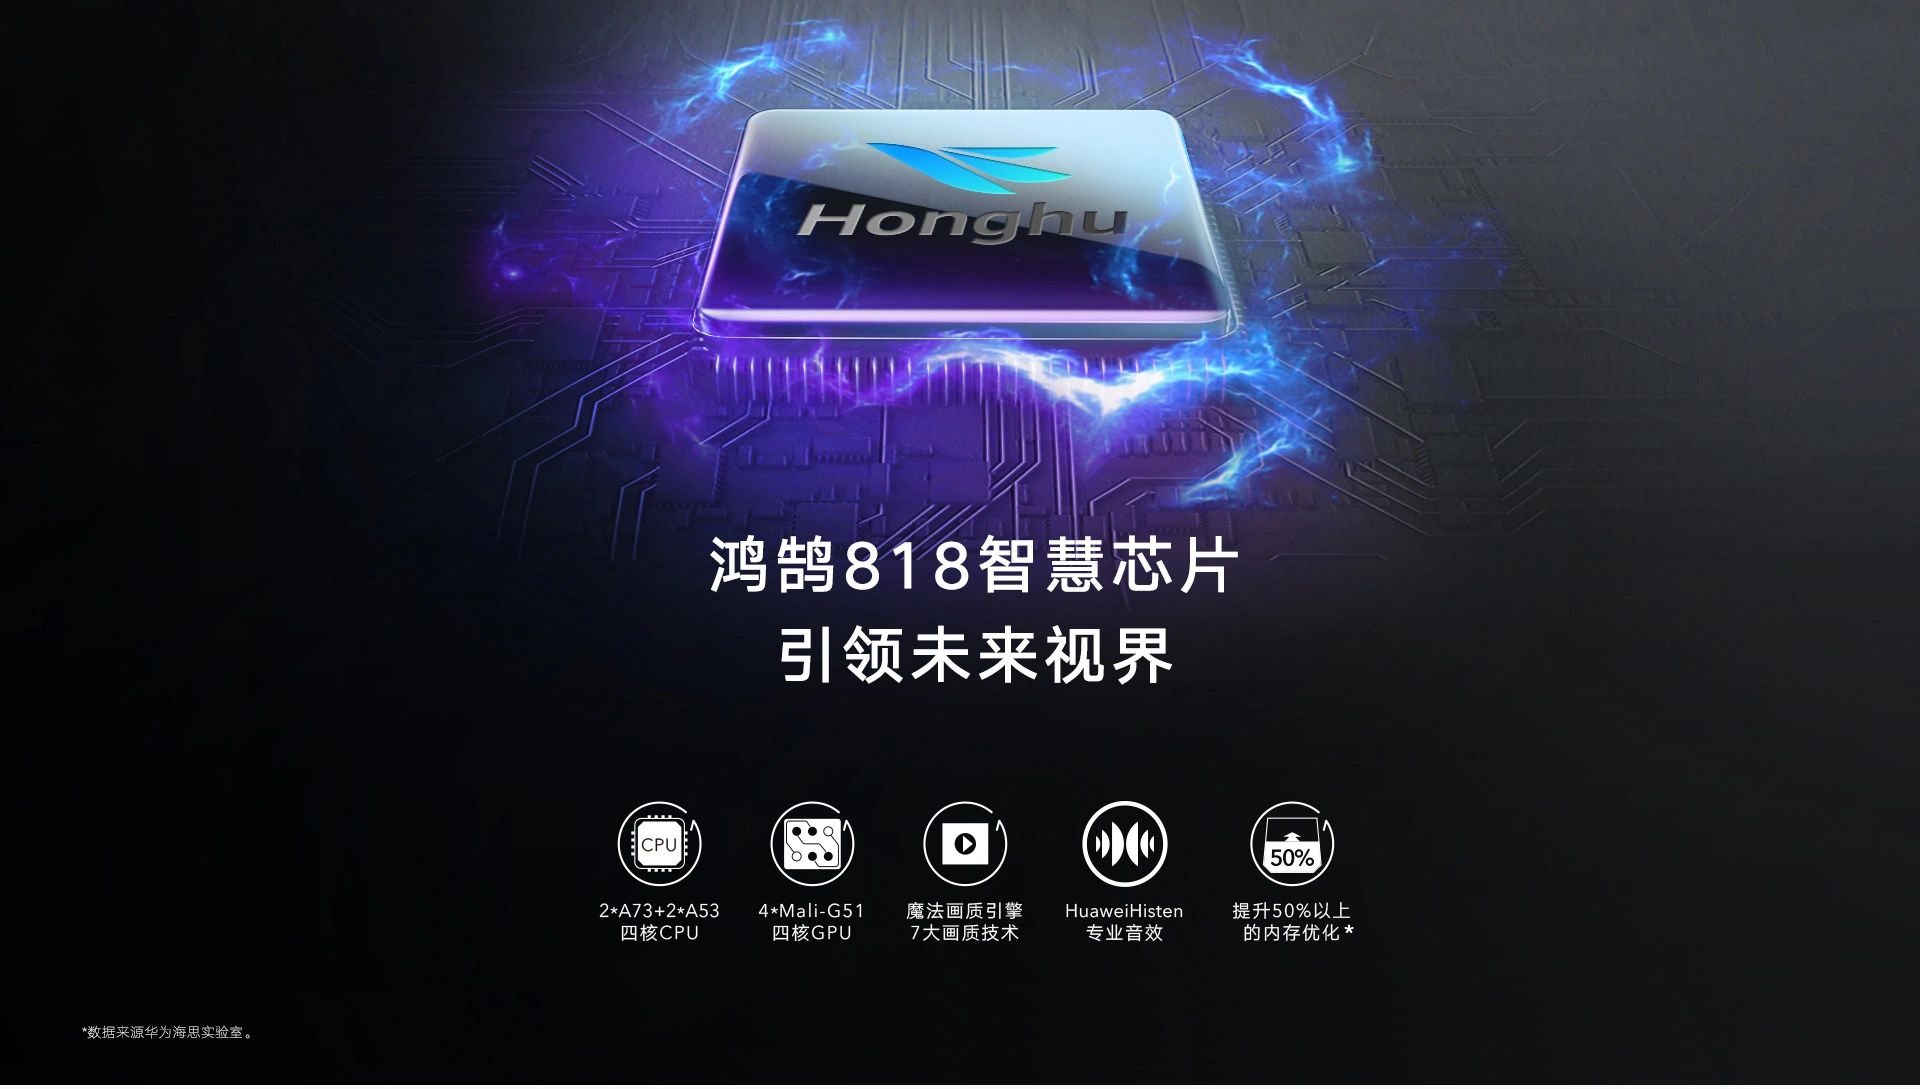 Honghu
鸿鹄818智慧芯片
引领未来视界
CPU
50%
2*A73+2*A53
四核CPU
4*Mali-G51
四核GPU
魔法画质引擎
7大画质技术
HuaweiHisten
专业音效
提升50%以上
的内存优化*
*数据来源华为海思实验室。